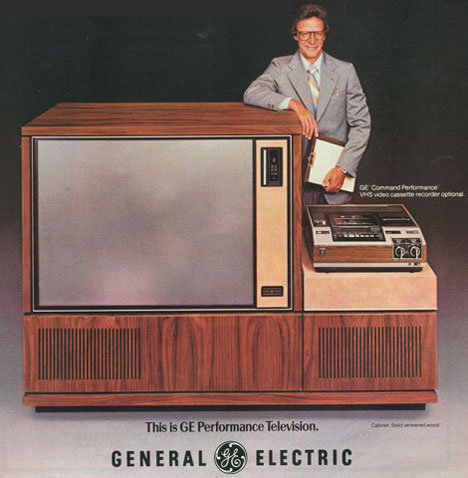 GE "Command Performance"
VHS video cassette recorder optional.
This is GE Performance Television.
Cabinet: Solid veneered wood.
GENERAL GE ELECTRIC